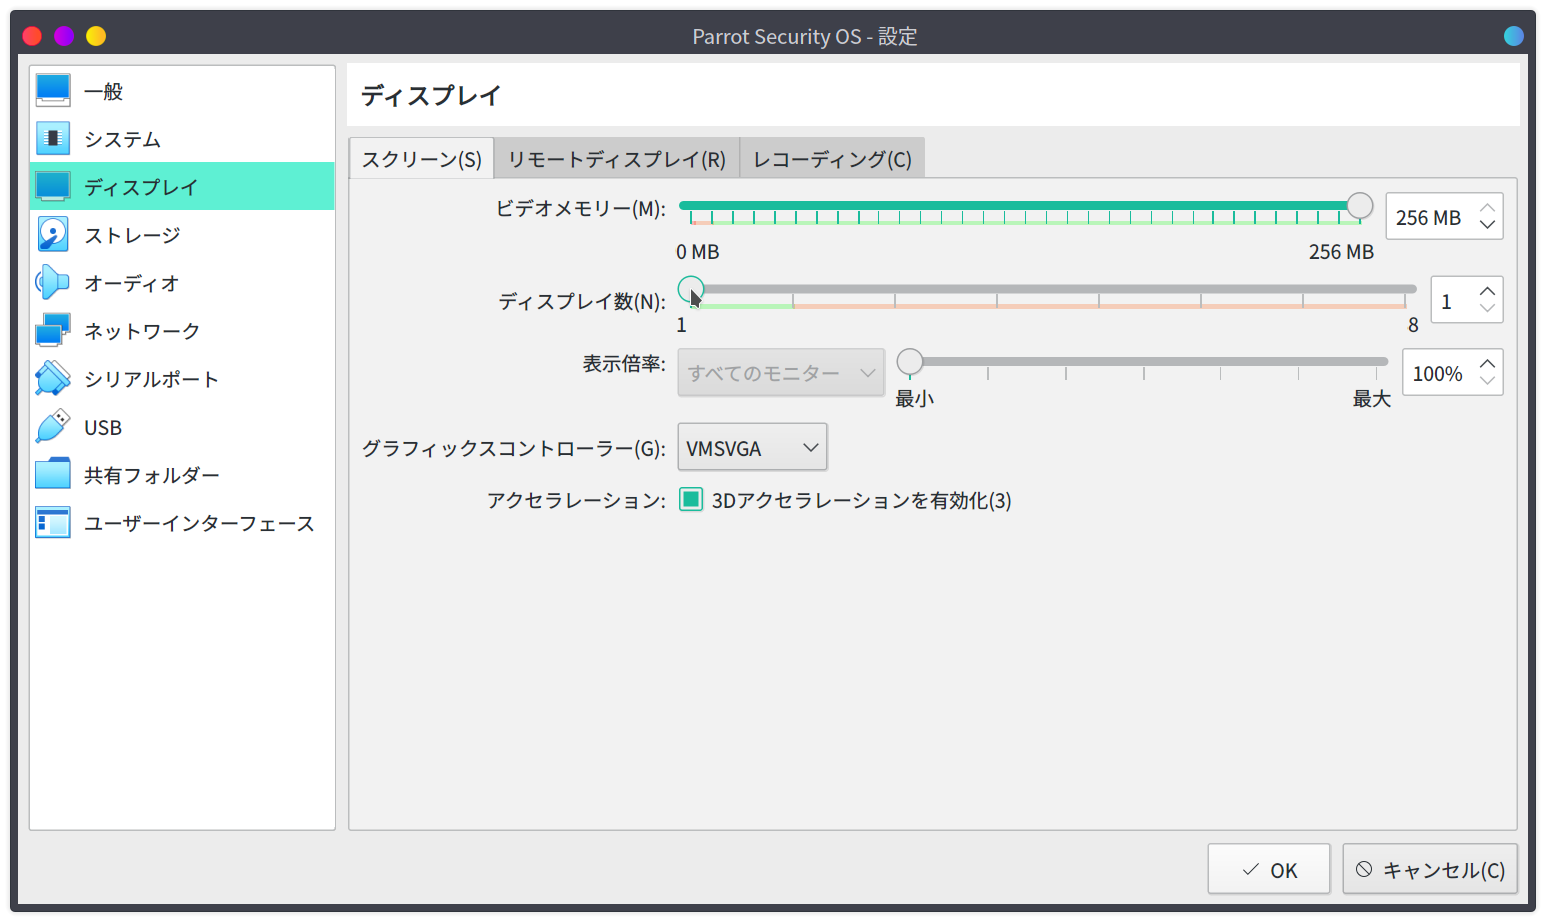 Parrot Security OS - 設定
一般
システム
ディスプレイ
ストレージ
オーディオ
ネットワーク
シリアルポート
USB
共有フォルダー
ユーザーインターフェース
ディスプレイ
スクリーン(S) リモートディスプレイ(R) レコーディング(C)
ビデオメモリー(M): 256 MB
0 MB 256 MB
ディスプレイ数(N): 1
1 8
表示倍率: すべてのモニター 100%
最小 最大
グラフィックスコントローラー(G): VMSVGA
アクセラレーション: 3Dアクセラレーションを有効化(3)
OK キャンセル(C)